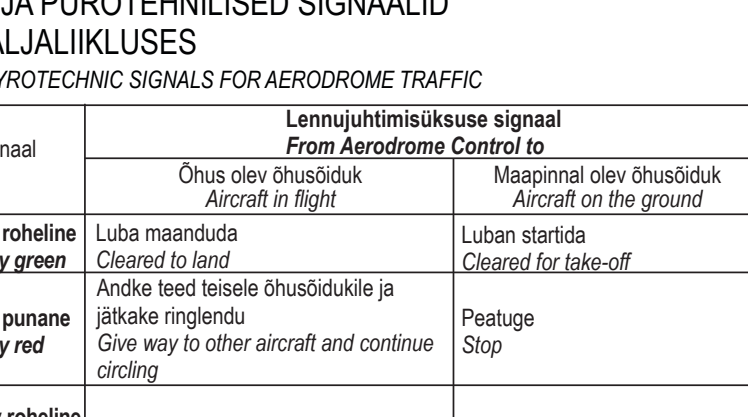 JA PÜROTEHNILISED SIGNAALID
ALJALIIKLUSES
YROTECHNIC SIGNALS FOR AERODROME TRAFFIC
naal
Lennujuhtimisüksuse signaal
From Aerodrome Control to
Õhus olev õhusõiduk
Aircraft in flight
Maapinnal olev õhusõiduk
Aircraft on the ground
roheline
y green
Luba maanduda
Cleared to land
Luban startida
Cleared for take-off
punane
y red
Andke teed teisele õhusõidukile ja
jätkake ringlendu
Give way to other aircraft and continue
circling
Peatuge
Stop
roheline